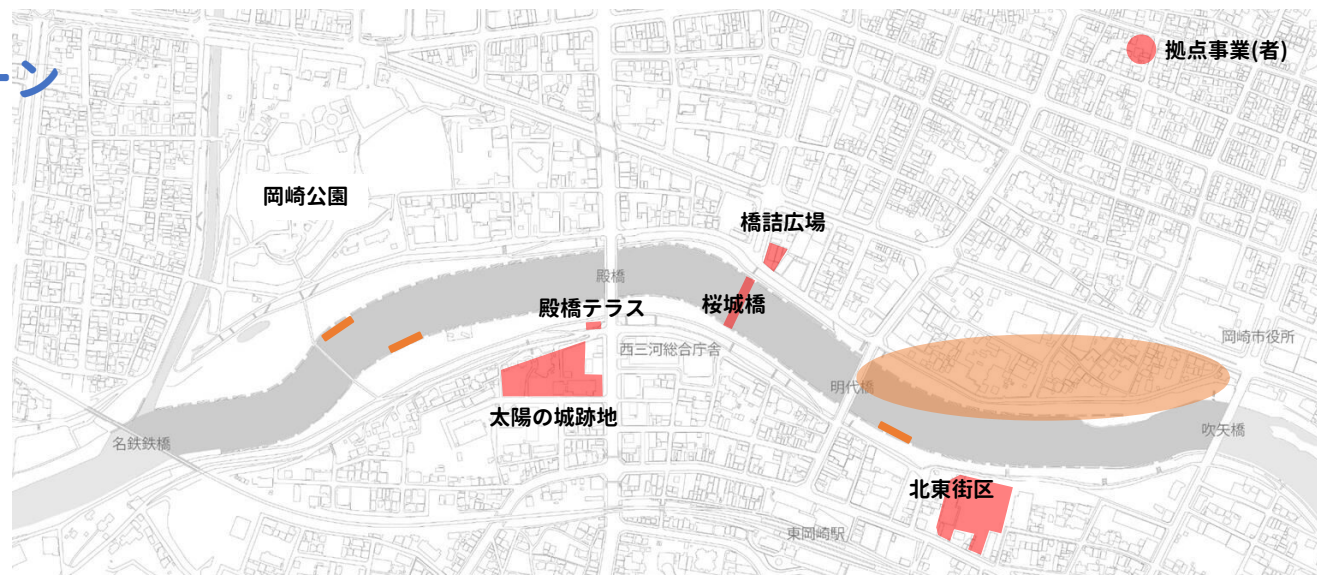 ン
拠点事業(者)
岡崎公園
橋詰広場
殿橋
殿橋テラス
桜城橋
岡崎市役所
西三河総合庁舎
明代橋
太陽の城跡地
名鉄鉄橋
吹矢橋
北東街区
東岡崎駅